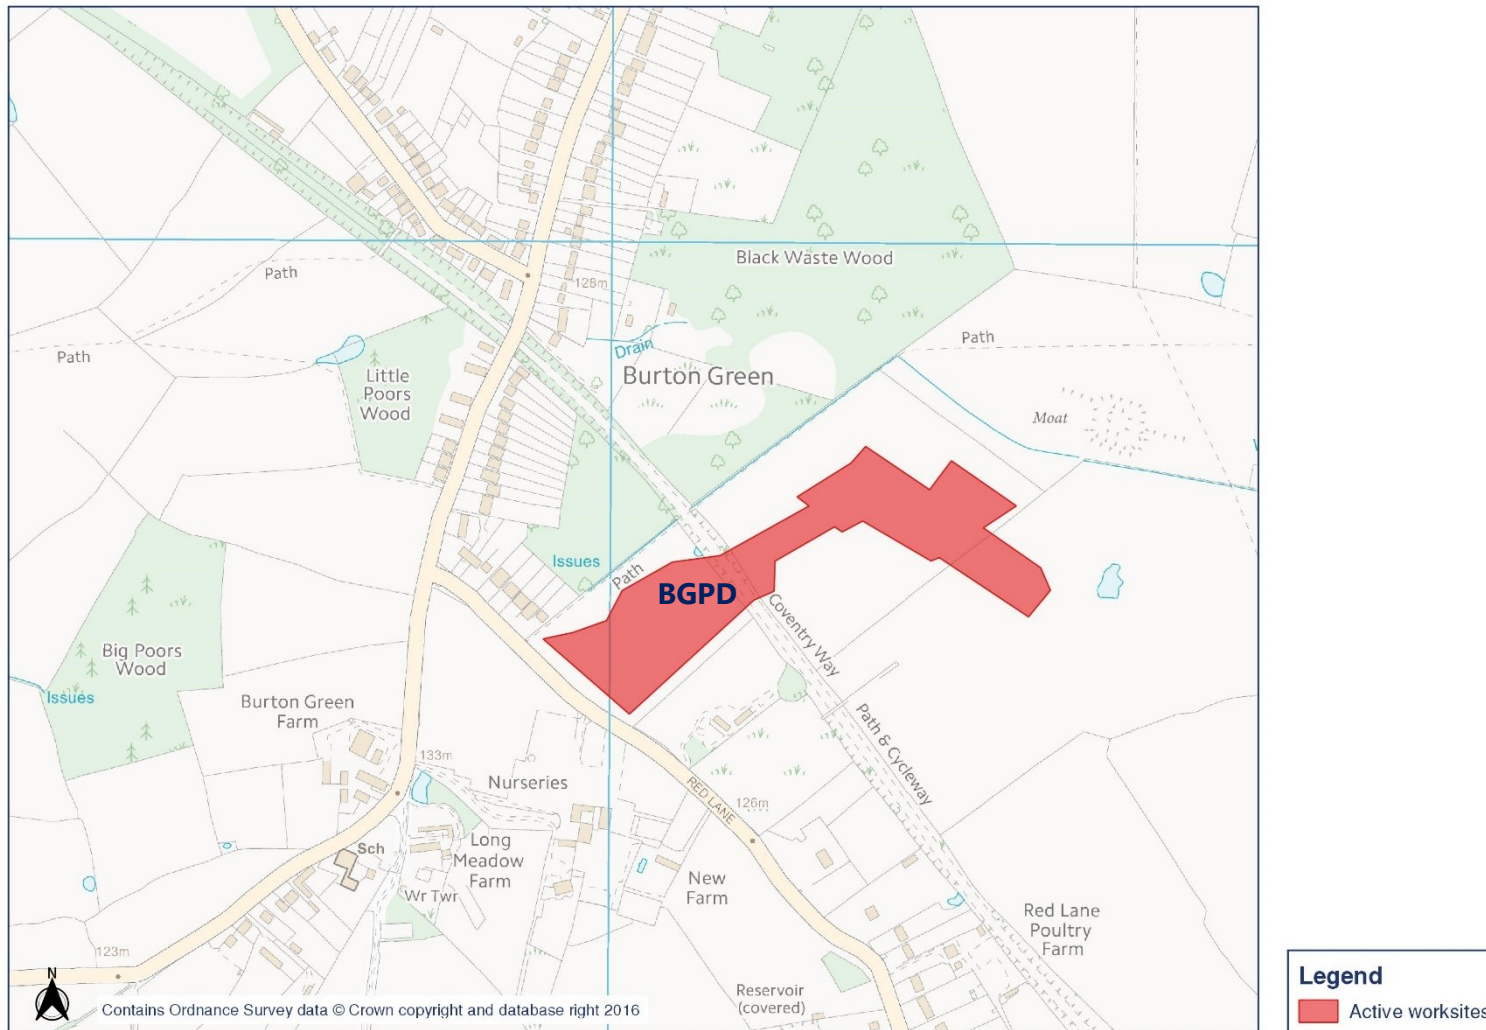 Black Waste Wood
Path
128m
Path
Path
Drain
Burton Green
Little
Poors
Wood
Moat
Issues
Path
BGPD
Coventry Way
Big Poors
Wood
Issues
Burton Green
Farm
133m
Nurseries
Path & Cycleway
RED LANE
126m
Sch
Long
Meadow
Farm
Wr Twr
New
Farm
Red Lane
Poultry
Farm
123m
N
Contains Ordnance Survey data © Crown copyright and database right 2016
Reservoir
(covered)
Legend
Active worksites